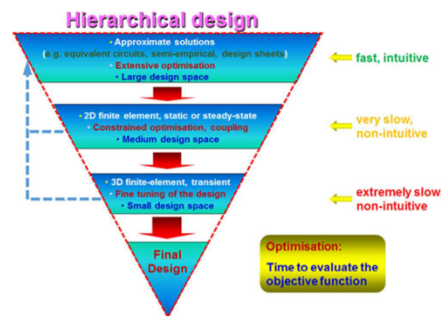 Hierarchical design
• Approximate solutions
(e.g. equivalent circuits, semi-empirical, design sheets)
• Extensive optimisation
• Large design space
fast, intuitive
• 2D finite element, static or steady-state
• Constrained optimisation, coupling
• Medium design space
very slow,
non-intuitive
• 3D finite-element, transient
• Fine tuning of the design
• Small design space
extremely slow
non-intuitive
Final
Design
Optimisation:
Time to evaluate the
objective function